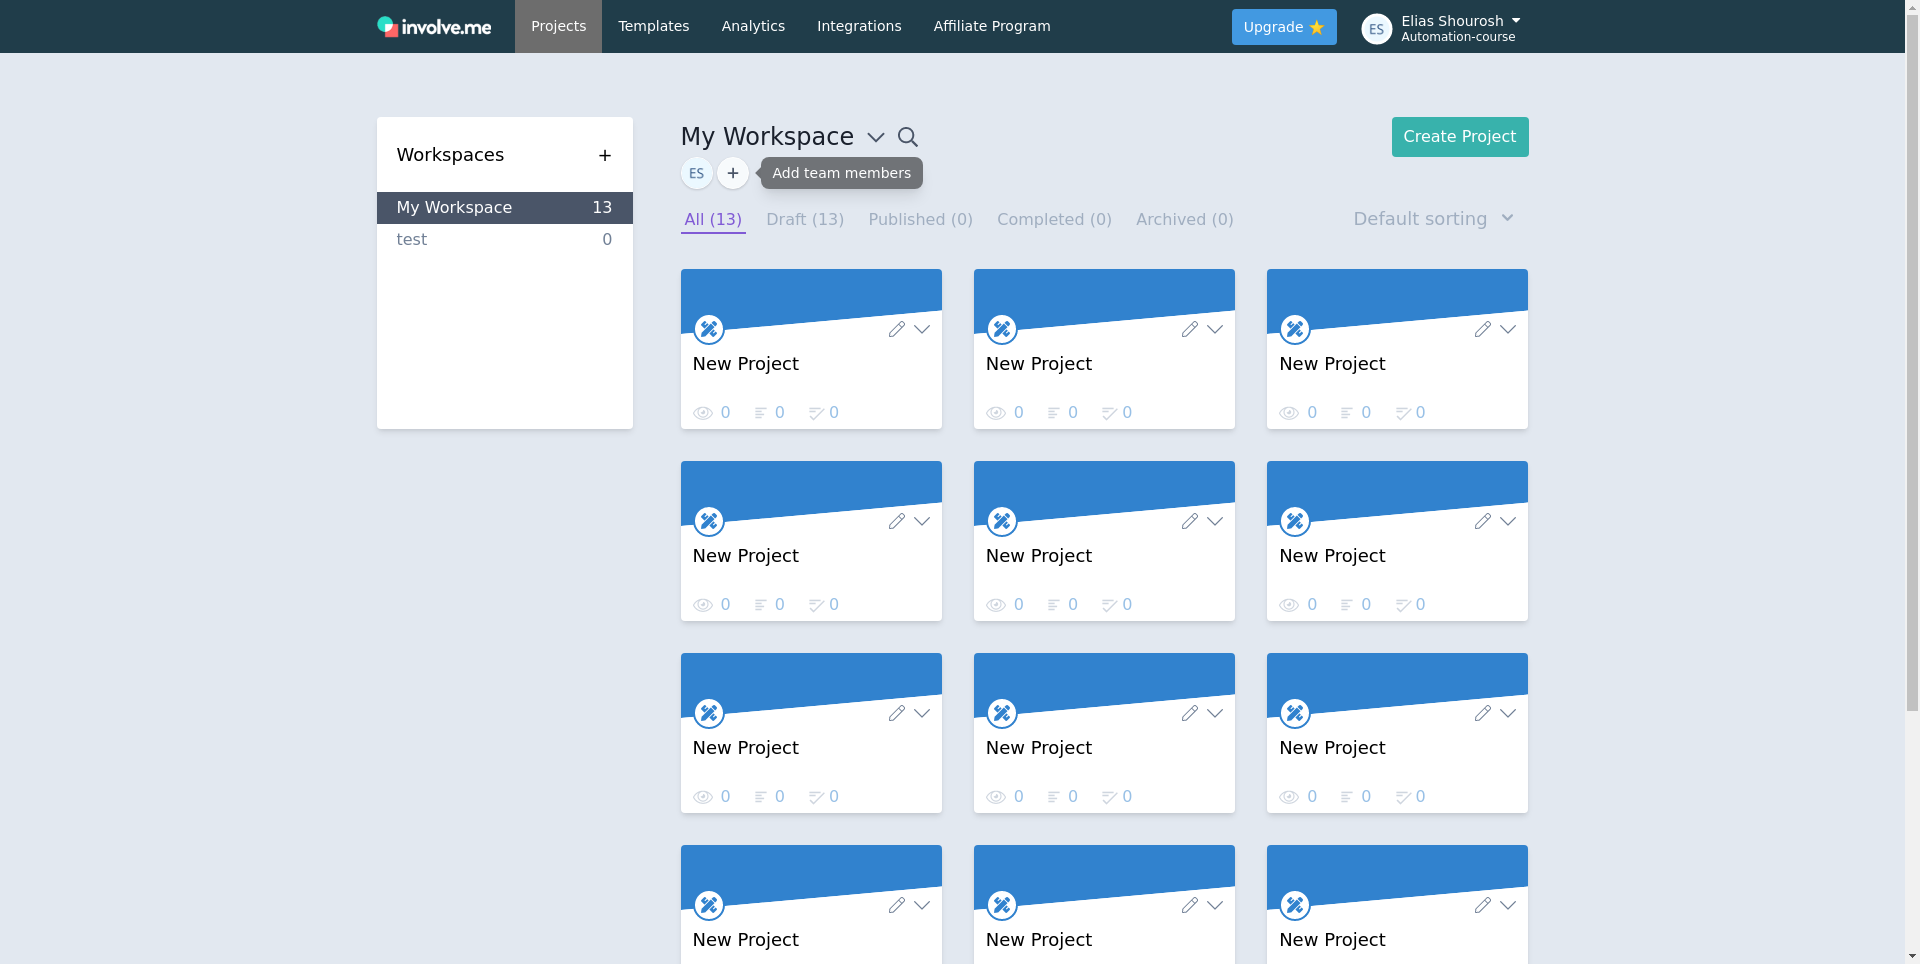 involve.me
Projects
Templates
Analytics
Integrations
Affiliate Program
Upgrade
ES
Elias Shourosh
Automation-course
Workspaces
+
My Workspace 13
test 0
My Workspace
Create Project
ES
+
Add team members
All (13)
Draft (13)
Published (0)
Completed (0)
Archived (0)
Default sorting
New Project
0 0 0
New Project
0 0 0
New Project
0 0 0
New Project
0 0 0
New Project
0 0 0
New Project
0 0 0
New Project
0 0 0
New Project
0 0 0
New Project
0 0 0
New Project
New Project
New Project